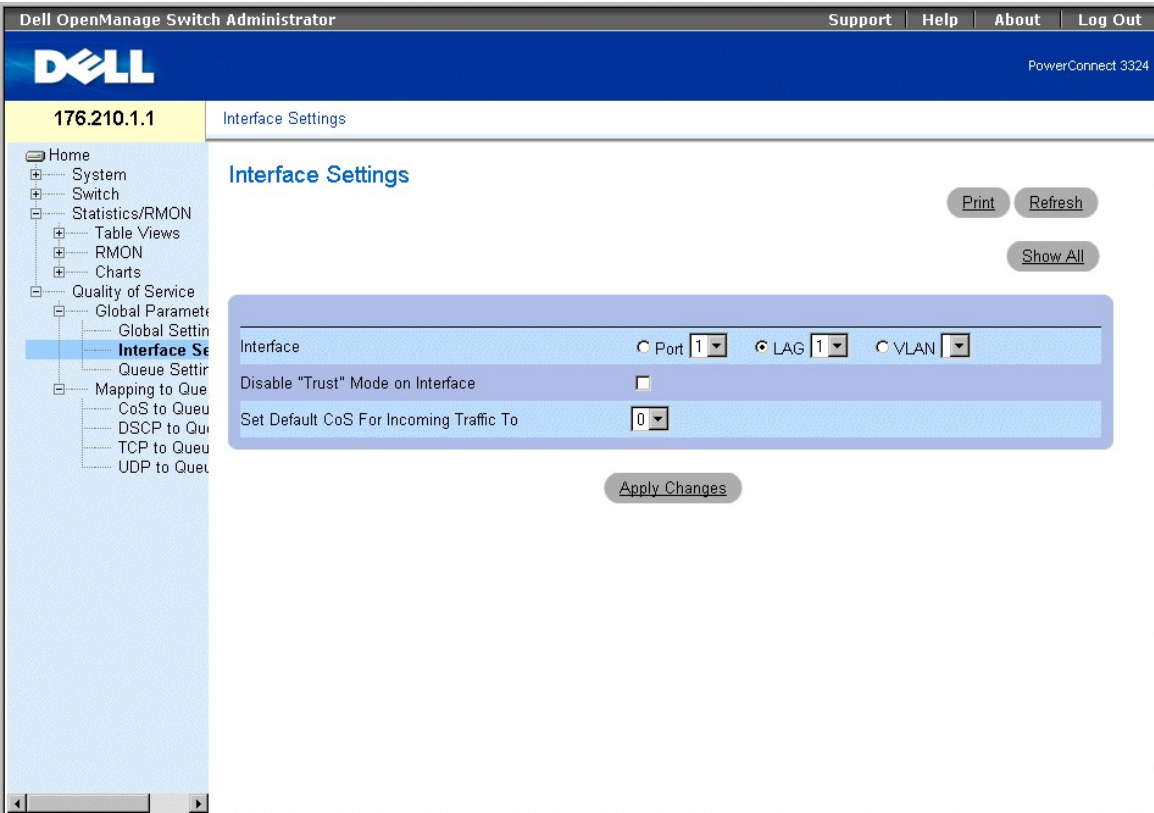 Dell OpenManage Switch Administrator Support Help About Log Out
DELL
PowerConnect 3324
176.210.1.1
Interface Settings
Home
System
Switch
Statistics/RMON
Table Views
RMON
Charts
Quality of Service
Global Paramete
Global Settin
Interface Se
Queue Settin
Mapping to Que
CoS to Queu
DSCP to Qu
TCP to Queu
UDP to Queu
Interface Settings
Print Refresh
Show All
Interface Port 1 LAG 1 VLAN
Disable "Trust" Mode on Interface
Set Default CoS For Incoming Traffic To 0
Apply Changes